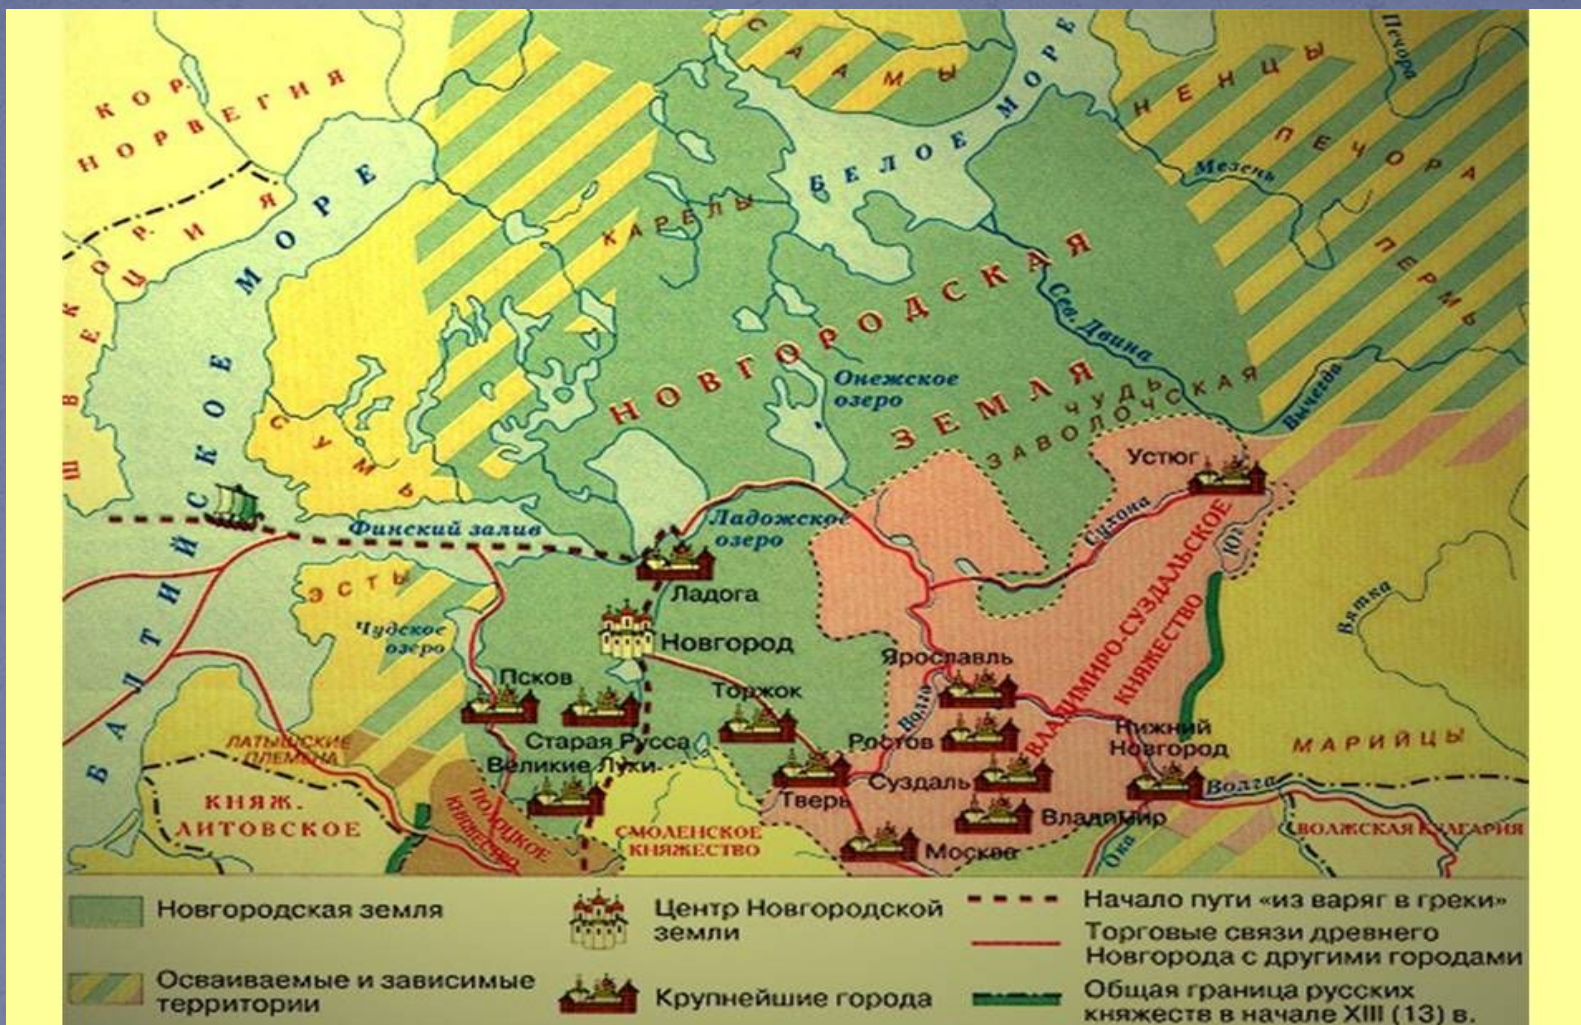 КОР.
НОРВЕГИЯ
КОР.
ШВЕЦИЯ
БАЛТИЙСКОЕ МОРЕ
СААМЫ
БЕЛОЕ МОРЕ
НЕНЦЫ
Печора
ПЕЧОРА
Мезень
ПЕРМЬ
КАРЕЛЫ
НОВГОРОДСКАЯ
ЗЕМЛЯ
Сев. Двина
Онежское
озеро
ЧУДЬ
ЗАВОЛОЧСКАЯ
Вычегда
СУМЬ
Устюг
Сухона
Юг
Финский залив
Ладожское
озеро
Ладога
ЭСТЫ
Чудское
озеро
Новгород
Вятка
ВЛАДИМИРО-СУЗДАЛЬСКОЕ
КНЯЖЕСТВО
Псков
Торжок
Ярославль
Волга
Старая Русса
Ростов
Нижний
Новгород
МАРИЙЦЫ
ЛАТЫШСКИЕ
ПЛЕМЕНА
Великие Луки
Тверь
Суздаль
Волга
КНЯЖ.
ЛИТОВСКОЕ
ПОЛОЦКОЕ
КНЯЖЕСТВО
СМОЛЕНСКОЕ
КНЯЖЕСТВО
Владимир
Москва
Ока
ВОЛЖСКАЯ БУЛГАРИЯ
Новгородская земля
Осваиваемые и зависимые
территории
Центр Новгородской
земли
Крупнейшие города
Начало пути «из варяг в греки»
Торговые связи древнего
Новгорода с другими городами
Общая граница русских
княжеств в начале XIII (13) в.